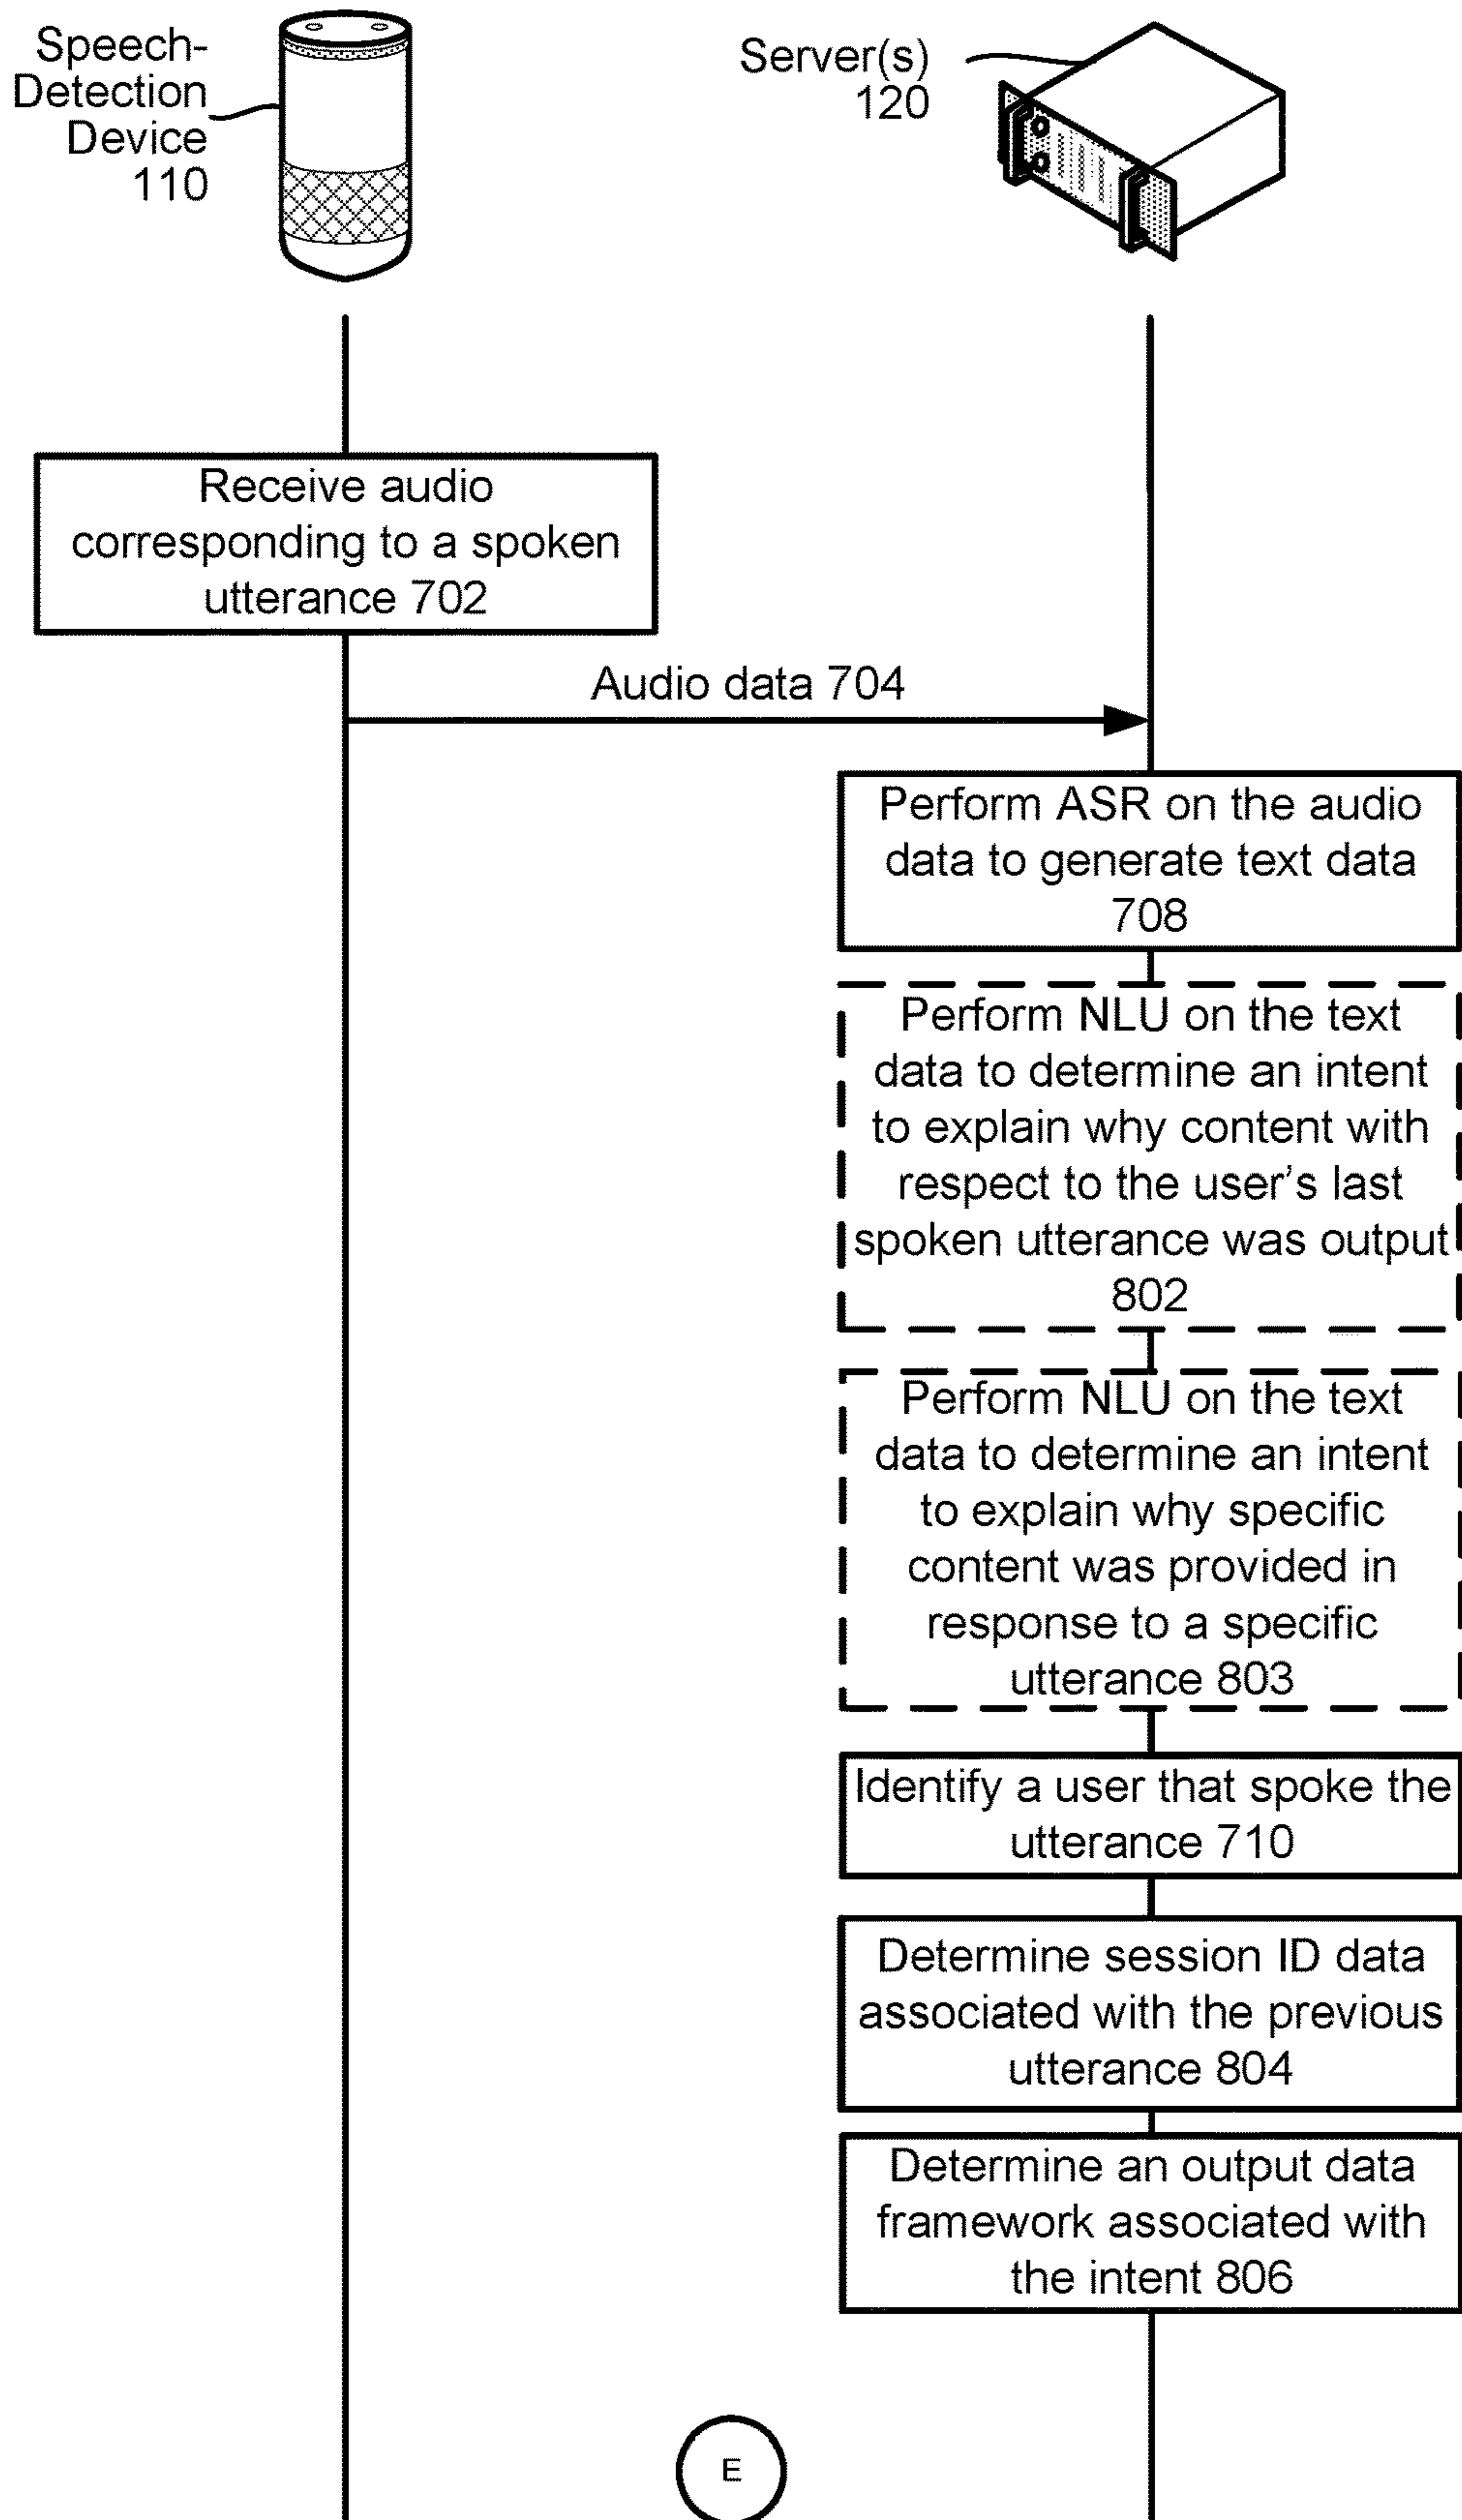 Speech-
Detection
Device
110
Server(s)
120
Receive audio
corresponding to a spoken
utterance 702
Audio data 704
Perform ASR on the audio
data to generate text data
708
Perform NLU on the text
data to determine an intent
to explain why content with
respect to the user's last
spoken utterance was output
802
Perform NLU on the text
data to determine an intent
to explain why specific
content was provided in
response to a specific
utterance 803
Identify a user that spoke the
utterance 710
Determine session ID data
associated with the previous
utterance 804
Determine an output data
framework associated with
the intent 806
E